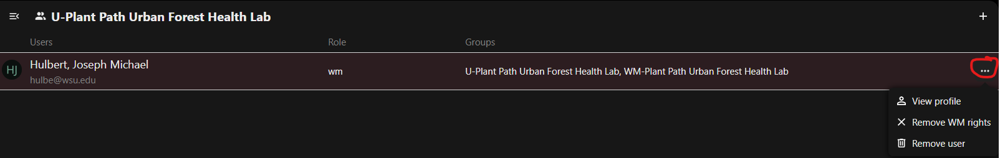 U-Plant Path Urban Forest Health Lab
Users Role Groups
HJ Hulbert, Joseph Michael
hulbe@wsu.edu
wm
U-Plant Path Urban Forest Health Lab, WM-Plant Path Urban Forest Health Lab
View profile
Remove WM rights
Remove user